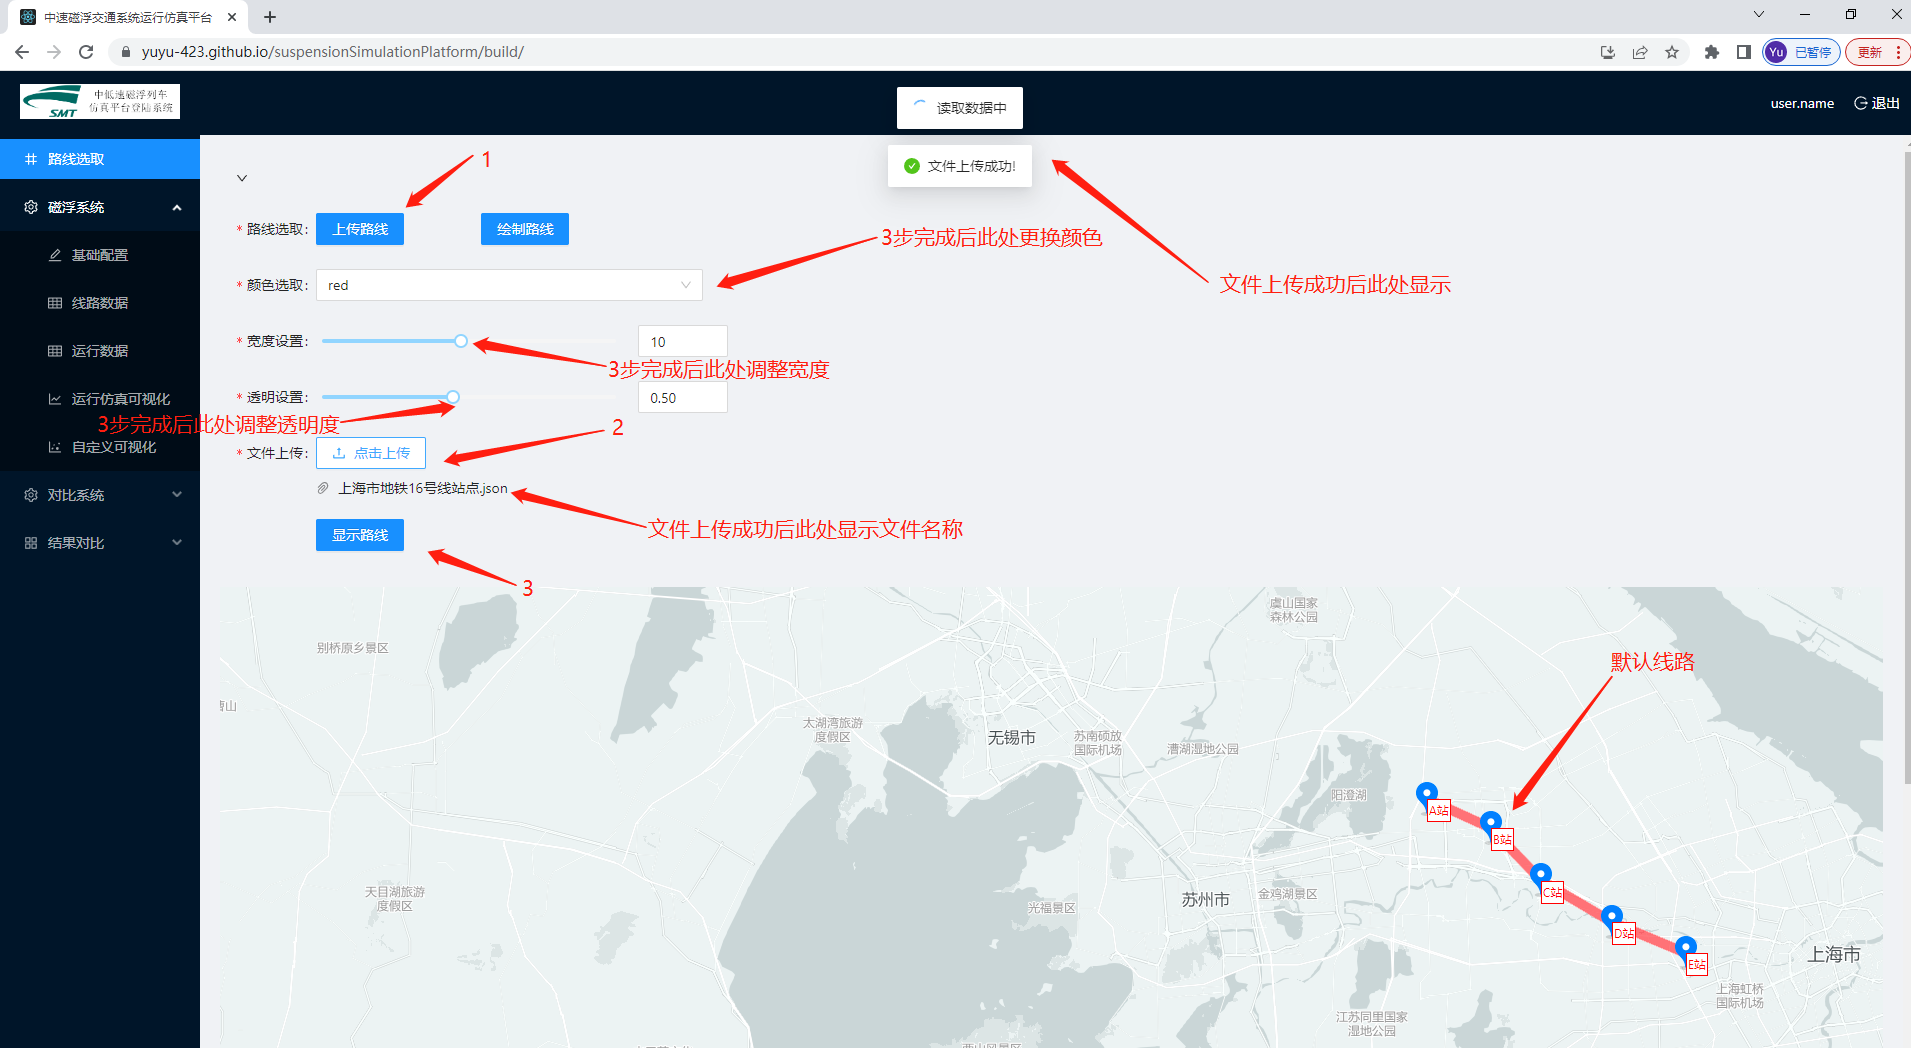 中速磁浮交通系统运行仿真平台
yuyu-423.github.io/suspensionSimulationPlatform/build/
Yu 已暂停
更新
SMT
中低速磁浮列车
仿真平台登陆系统
读取数据中
user.name
退出
文件上传成功!
路线选取
磁浮系统
基础配置
线路数据
运行数据
运行仿真可视化
自定义可视化
对比系统
结果对比
1
* 路线选取:
上传路线
绘制路线
3步完成后此处更换颜色
文件上传成功后此处显示
* 颜色选取:
red
* 宽度设置:
10
3步完成后此处调整宽度
* 透明设置:
0.50
3步完成后此处调整透明度
2
* 文件上传:
点击上传
上海市地铁16号线站点.json
文件上传成功后此处显示文件名称
显示路线
3
虞山国家
森林公园
别桥原乡景区
默认线路
太湖湾旅游
度假区
无锡市
苏南硕放
国际机场
漕湖湿地公园
阳澄湖
A站
B站
C站
D站
E站
天目湖旅游
度假区
光福景区
苏州市
金鸡湖景区
上海市
上海虹桥
国际机场
江苏同里国家
湿地公园